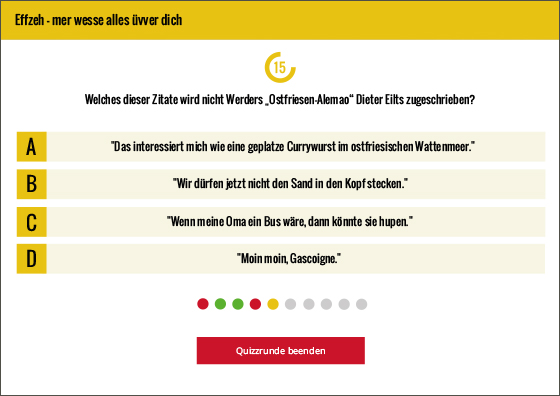 Effzeh - mer wesse alles üvver dich
15
Welches dieser Zitate wird nicht Werders „Ostfriesen-Alemao“ Dieter Eilts zugeschrieben?
A "Das interessiert mich wie eine geplatze Currywurst im ostfriesischen Wattenmeer."
B "Wir dürfen jetzt nicht den Sand in den Kopf stecken."
C "Wenn meine Oma ein Bus wäre, dann könnte sie hupen."
D "Moin moin, Gascoigne."
Quizzrunde beenden